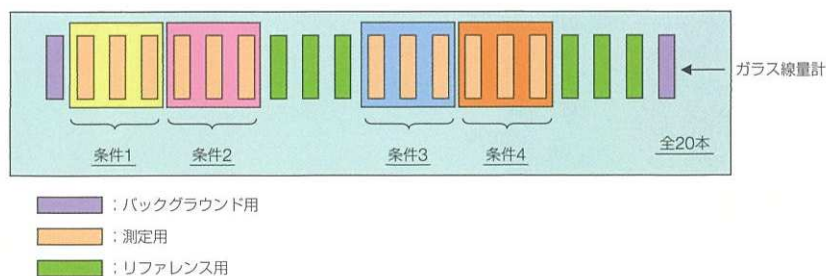 ガラス線量計
条件1 条件2 条件3 条件4 全20本
：バックグラウンド用
：測定用
：リファレンス用